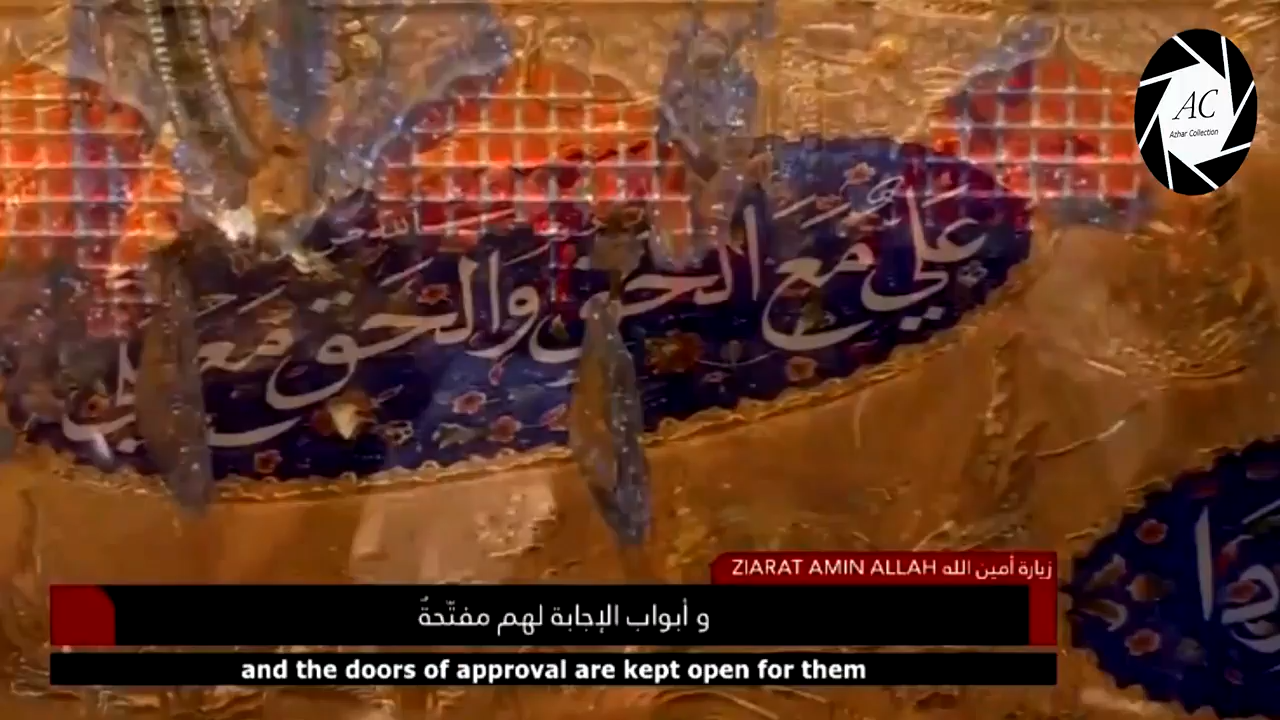 AC
Azhar Collection
علي مع الحق والحق مع علي
ZIARAT AMIN ALLAH زيارة أمين الله
و أبواب الإجابة لهم مفتّحةٌ
and the doors of approval are kept open for them